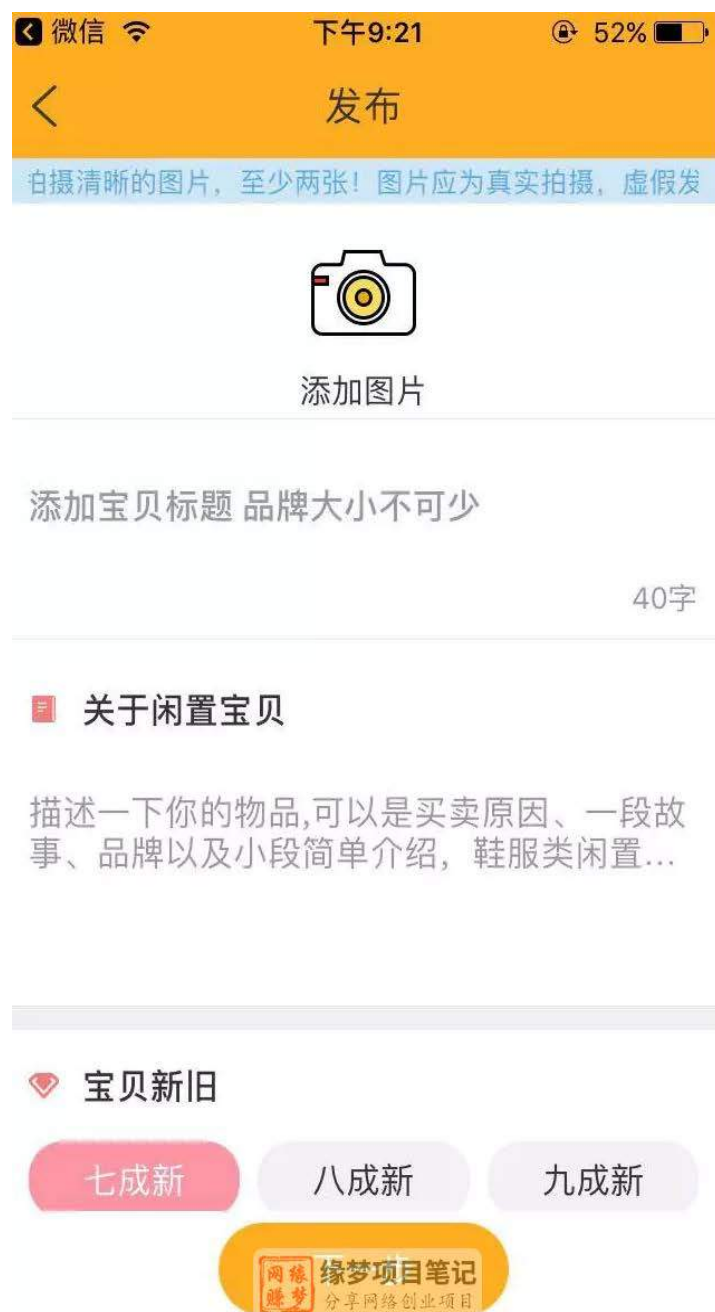 微信 下午9:21 52%
发布
拍摄清晰的图片，至少两张！图片应为真实拍摄，虚假发
添加图片
添加宝贝标题 品牌大小不可少
40字
关于闲置宝贝
描述一下你的物品,可以是买卖原因、一段故
事、品牌以及小段简单介绍，鞋服类闲置...
宝贝新旧
七成新 八成新 九成新
下一步
网缘
赚梦
缘梦项目笔记
分享网络创业项目